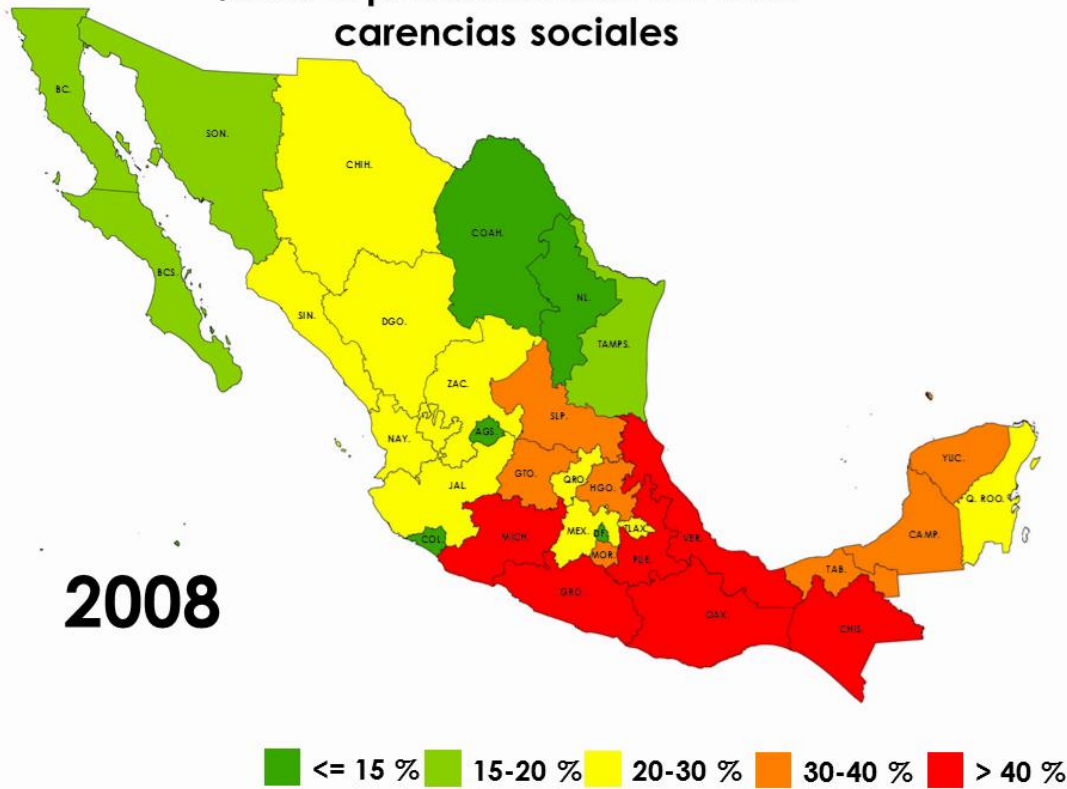 carencias sociales
BC.
SON.
CHIH.
COAH.
BCS.
NL.
SIN.
DGO.
TAMPS.
ZAC.
SLP.
AGS.
NAY.
GTO.
QRO.
HGO.
JAL.
YUC.
Q. ROO.
COL.
MICH.
MEX.
DF.
TLAX.
MOR.
PUE.
VER.
CAMP.
TAB.
GRO.
OAX.
CHIS.
2008
<= 15 % 15-20 % 20-30 % 30-40 % > 40 %